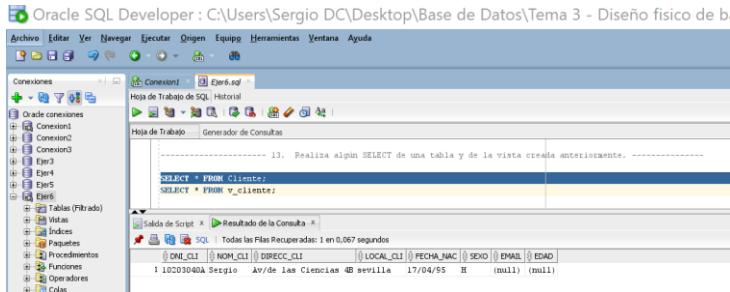 Oracle SQL Developer : C:\Users\Sergio DC\Desktop\Base de Datos\Tema 3 - Diseño fisico de b
Archivo Editar Ver Navegar Ejecutar Origen Equipo Herramientas Ventana Ayuda
Conexiones
Conexion1 Ejer6.sql
Hoja de Trabajo de SQL Historial
Oracle conexiones
Conexion1
Conexion2
Conexion3
Ejer3
Ejer4
Ejer5
Ejer6
Tablas (Filtrado)
Vistas
Índices
Paquetes
Procedimientos
Funciones
Operadores
Colas
Hoja de Trabajo Generador de Consultas
---------------------- 13. Realiza algún SELECT de una tabla y de la vista creada anteriormente. ---------------
SELECT * FROM Cliente;
SELECT * FROM v_cliente;
Salida de Script Resultado de la Consulta
SQL | Todas las Filas Recuperadas: 1 en 0,067 segundos
DNI_CLI NOM_CLI DIRECC_CLI LOCAL_CLI FECHA_NAC SEXO EMAIL EDAD
1 10203040A Sergio Av/de las Ciencias 4B sevilla 17/04/95 H (null) (null)